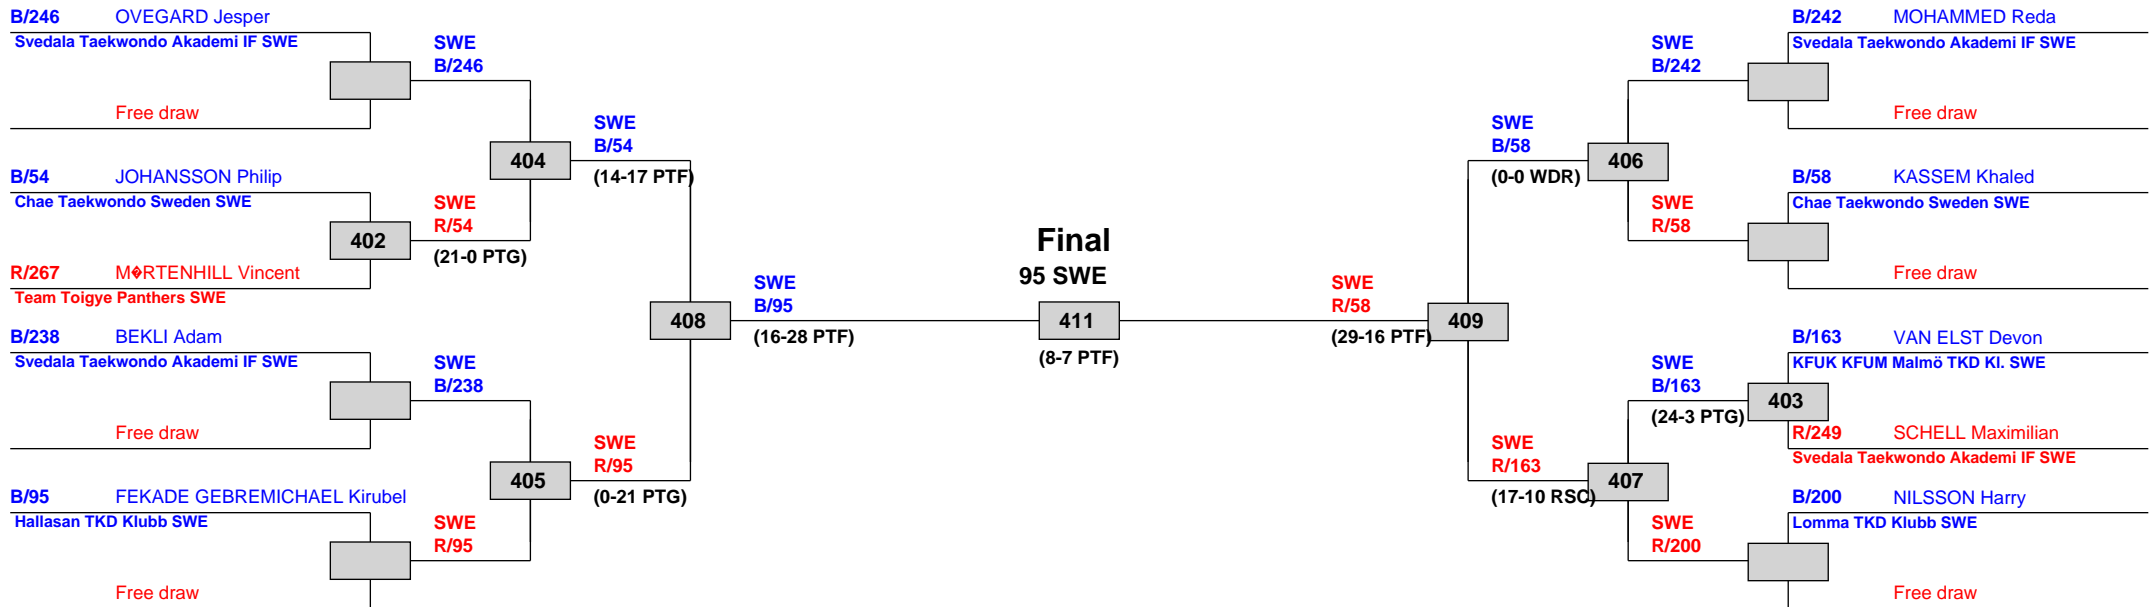 B/246 OVEGARD Jesper
Svedala Taekwondo Akademi IF SWE
Free draw
SWE
B/246
B/54 JOHANSSON Philip
Chae Taekwondo Sweden SWE
402
R/267 M�RTENHILL Vincent
Team Toigye Panthers SWE
SWE
R/54
(21-0 PTG)
404
SWE
B/54
(14-17 PTF)
B/238 BEKLI Adam
Svedala Taekwondo Akademi IF SWE
Free draw
SWE
B/238
B/95 FEKADE GEBREMICHAEL Kirubel
Hallasan TKD Klubb SWE
Free draw
SWE
R/95
405
SWE
R/95
(0-21 PTG)
408
SWE
B/95
(16-28 PTF)
Final
95 SWE
411
(8-7 PTF)
SWE
R/58
(29-16 PTF)
409
SWE
B/58
(0-0 WDR)
406
SWE
B/242
B/242 MOHAMMED Reda
Svedala Taekwondo Akademi IF SWE
Free draw
SWE
R/58
B/58 KASSEM Khaled
Chae Taekwondo Sweden SWE
Free draw
SWE
R/163
(17-10 RSC)
407
SWE
B/163
(24-3 PTG)
403
B/163 VAN ELST Devon
KFUK KFUM Malmö TKD Kl. SWE
R/249 SCHELL Maximilian
Svedala Taekwondo Akademi IF SWE
SWE
R/200
B/200 NILSSON Harry
Lomma TKD Klubb SWE
Free draw